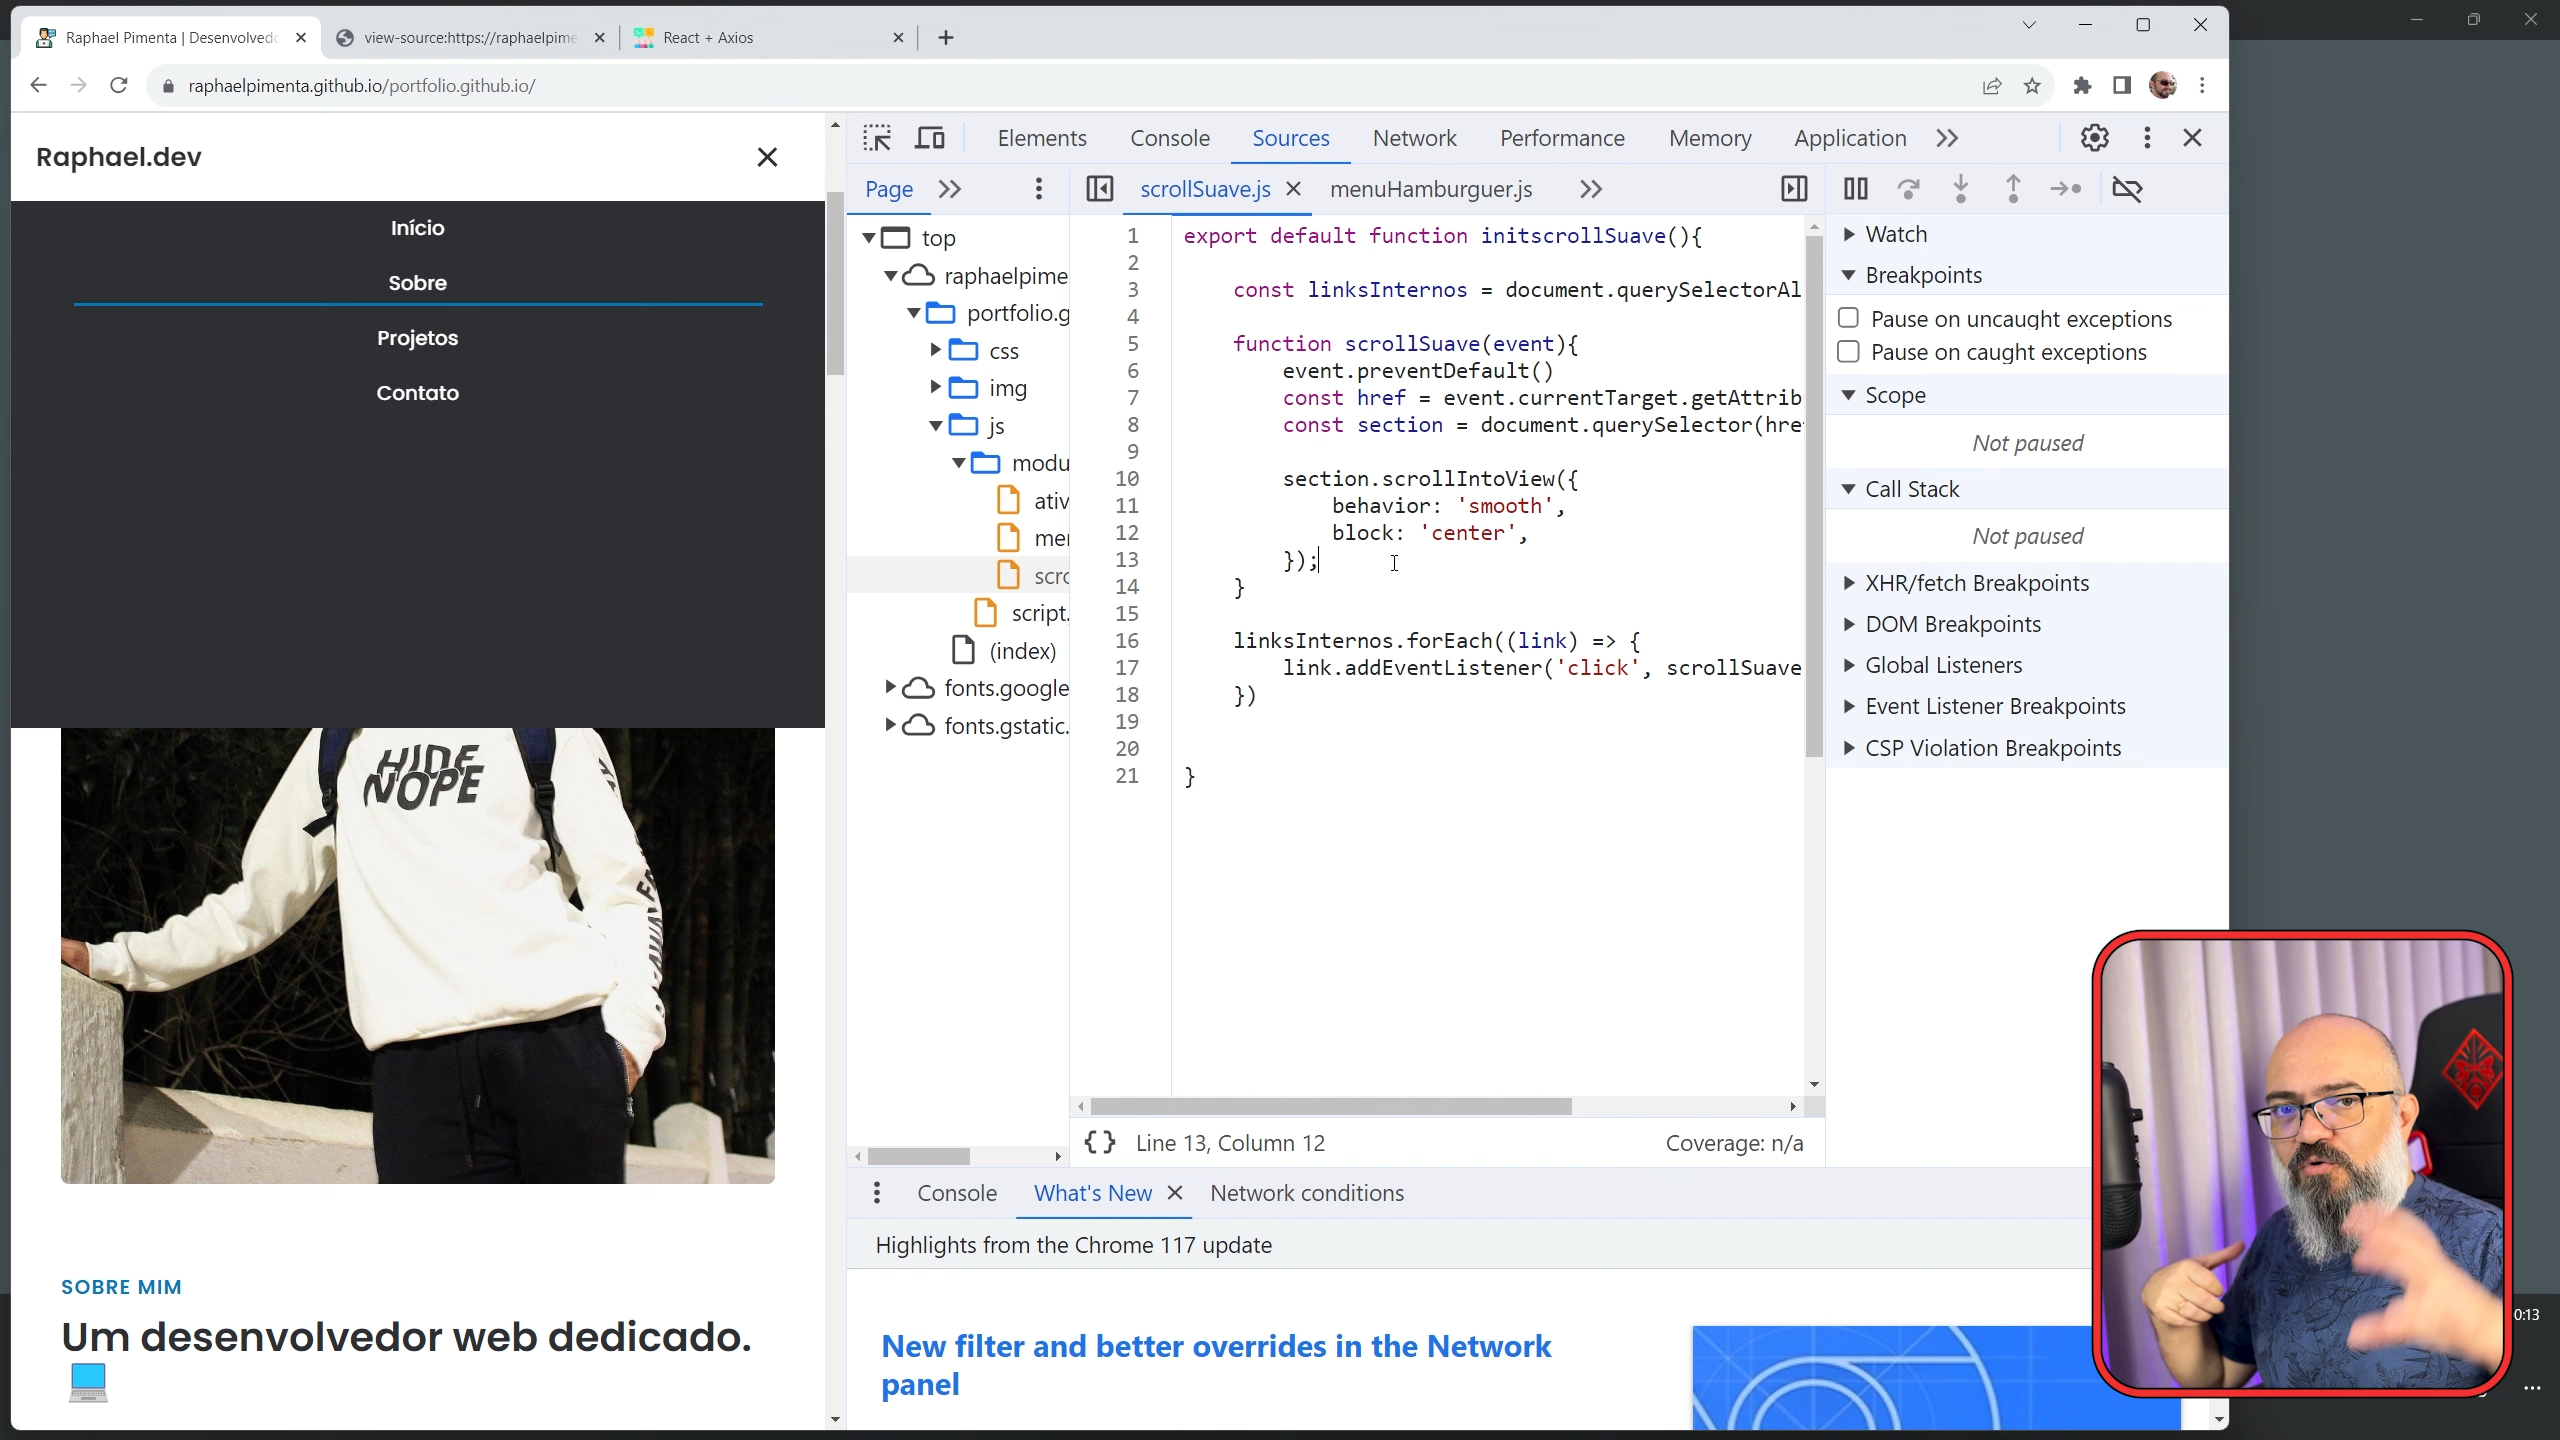 Raphael Pimenta | Desenvolvedo
view-source:https://raphaelpime
React + Axios
raphaelpimenta.github.io/portfolio.github.io/
Raphael.dev
Início
Sobre
Projetos
Contato
HIDE
NOPE
SOBRE MIM
Um desenvolvedor web dedicado.
Elements
Console
Sources
Network
Performance
Memory
Application
Page
scrollSuave.js
menuHamburguer.js
top
raphaelpime
portfolio.g
css
img
js
modu
ativ
mer
scro
script.
(index)
fonts.google
fonts.gstatic.
1 export default function initscrollSuave(){
2
3 const linksInternos = document.querySelectorAl
4
5 function scrollSuave(event){
6 event.preventDefault()
7 const href = event.currentTarget.getAttrib
8 const section = document.querySelector(hre
9
10 section.scrollIntoView({
11 behavior: 'smooth',
12 block: 'center',
13 });
14 }
15
16 linksInternos.forEach((link) => {
17 link.addEventListener('click', scrollSuave
18 })
19
20
21 }
{ } Line 13, Column 12
Coverage: n/a
Watch
Breakpoints
Pause on uncaught exceptions
Pause on caught exceptions
Scope
Not paused
Call Stack
Not paused
XHR/fetch Breakpoints
DOM Breakpoints
Global Listeners
Event Listener Breakpoints
CSP Violation Breakpoints
Console
What's New
Network conditions
Highlights from the Chrome 117 update
New filter and better overrides in the Network
panel
0:13